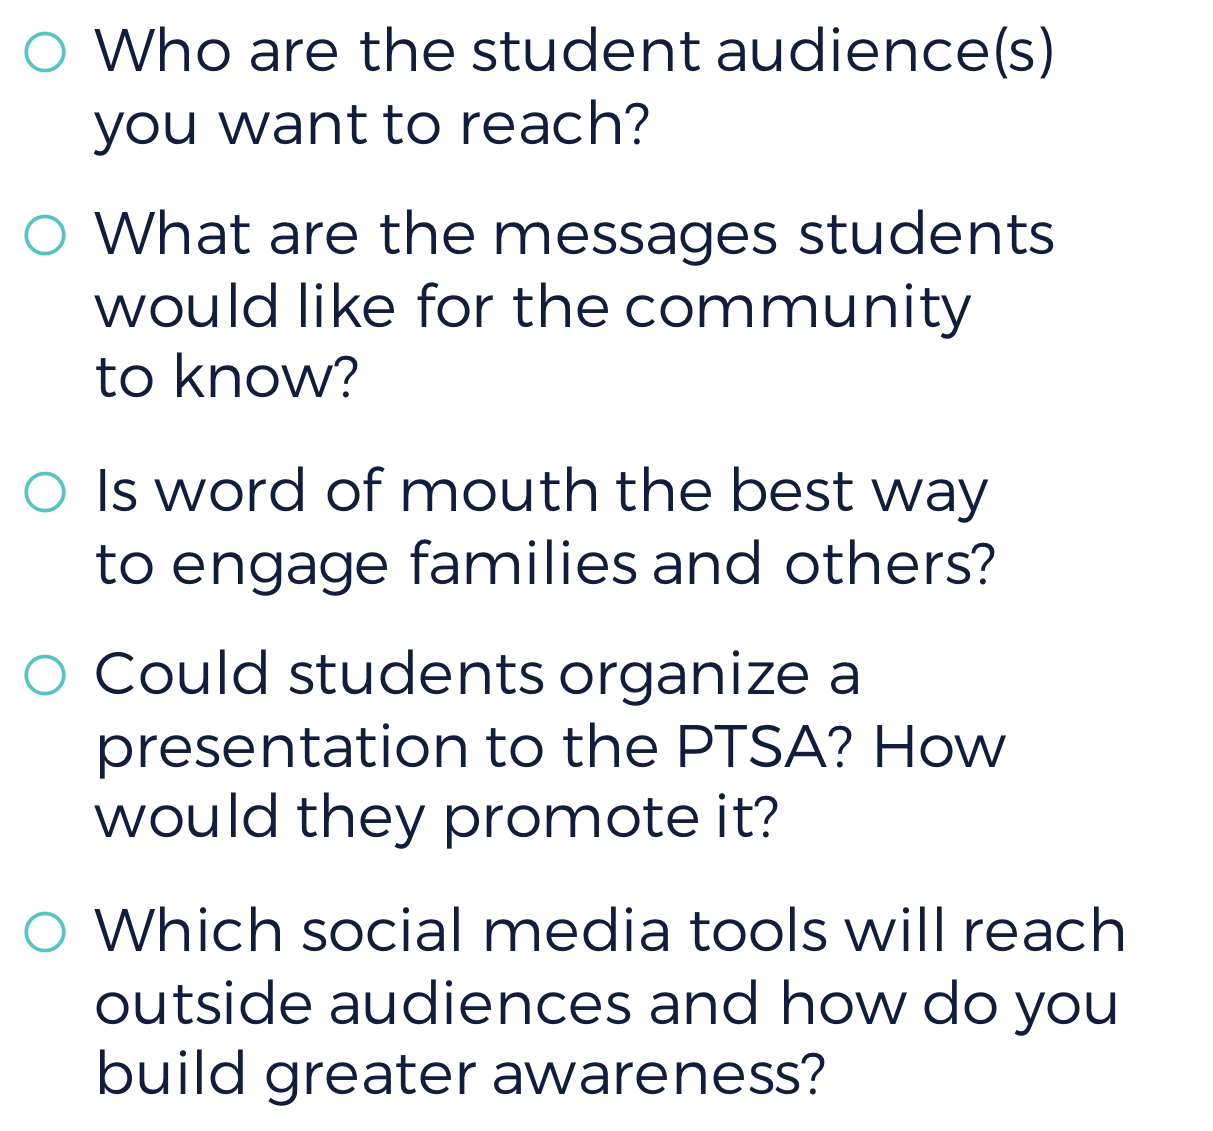 Who are the student audience(s)
you want to reach?
What are the messages students
would like for the community
to know?
Is word of mouth the best way
to engage families and others?
Could students organize a
presentation to the PTSA? How
would they promote it?
Which social media tools will reach
outside audiences and how do you
build greater awareness?